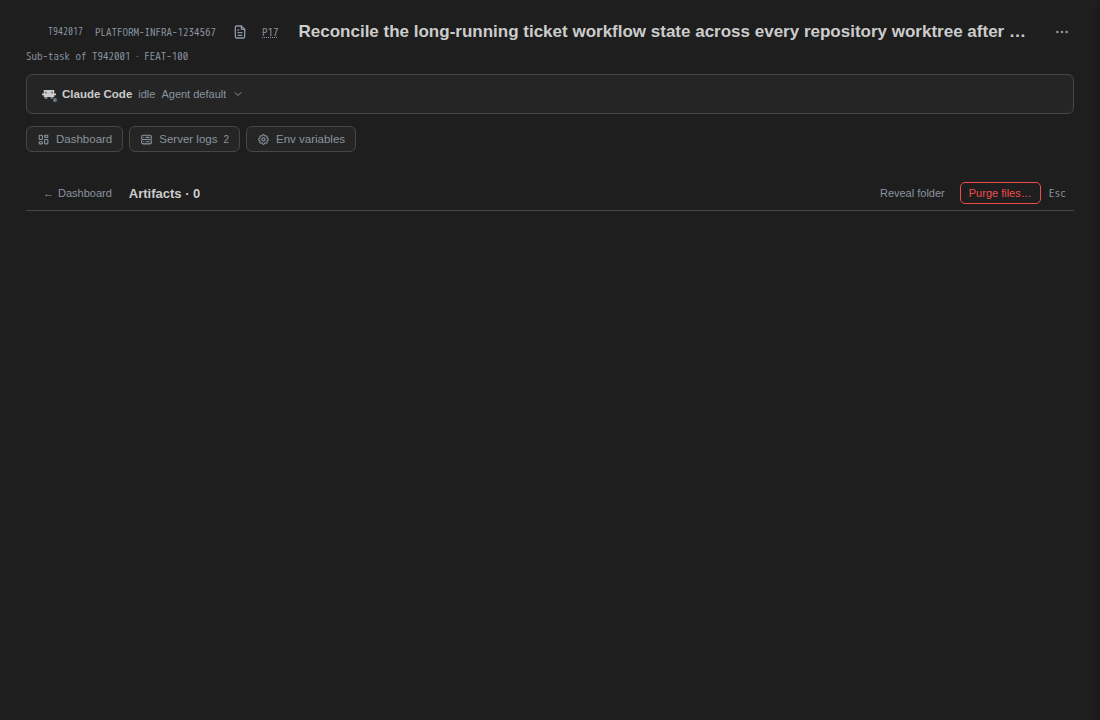 T942017 PLATFORM-INFRA-1234567 P17 Reconcile the long-running ticket workflow state across every repository worktree after … ···
Sub-task of T942001 · FEAT-100
Claude Code idle Agent default
Dashboard Server logs 2 Env variables
← Dashboard Artifacts · 0 Reveal folder Purge files… Esc